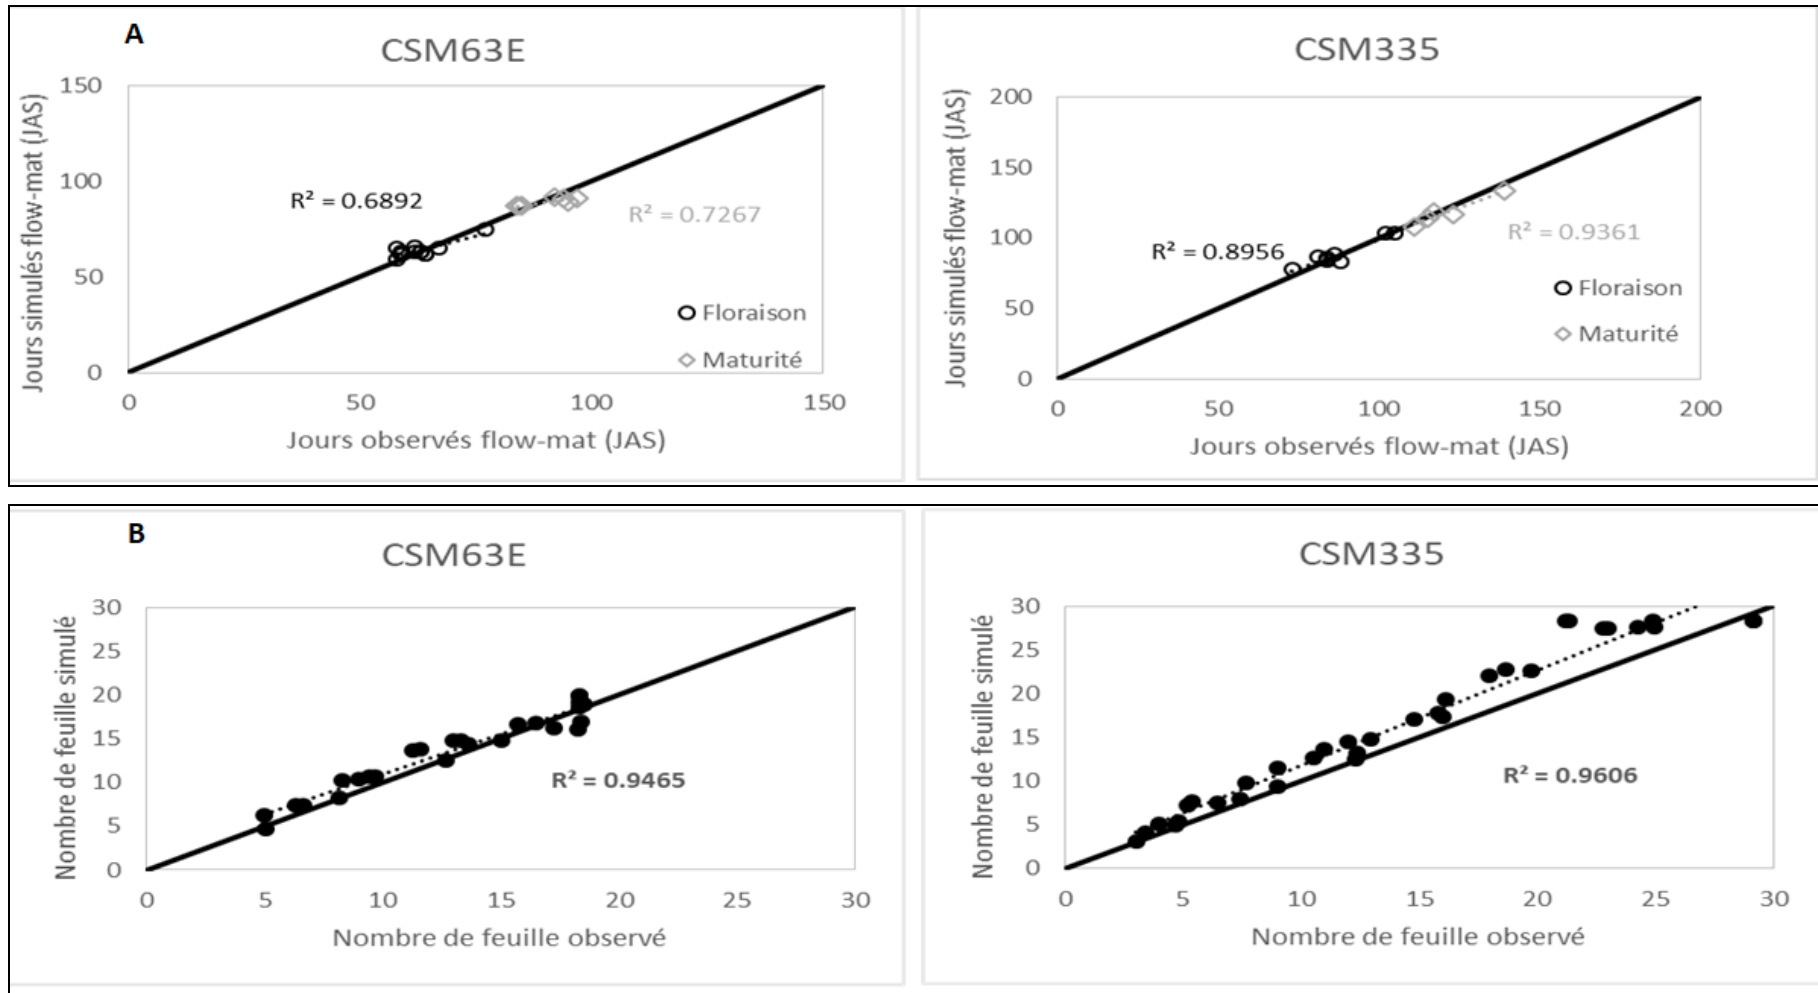 A
CSM63E
Jours simulés flow-mat (JAS)
150
100
50
0
R² = 0.6892
R² = 0.7267
Floraison
Maturité
0 50 100 150
Jours observés flow-mat (JAS)
CSM335
Jours simulés flow-mat (JAS)
200
150
100
50
0
R² = 0.8956
R² = 0.9361
Floraison
Maturité
0 50 100 150 200
Jours observés flow-mat (JAS)
B
CSM63E
Nombre de feuille simulé
30
25
20
15
10
5
0
R² = 0.9465
0 5 10 15 20 25 30
Nombre de feuille observé
CSM335
Nombre de feuille simulé
30
25
20
15
10
5
0
R² = 0.9606
0 5 10 15 20 25 30
Nombre de feuille observé